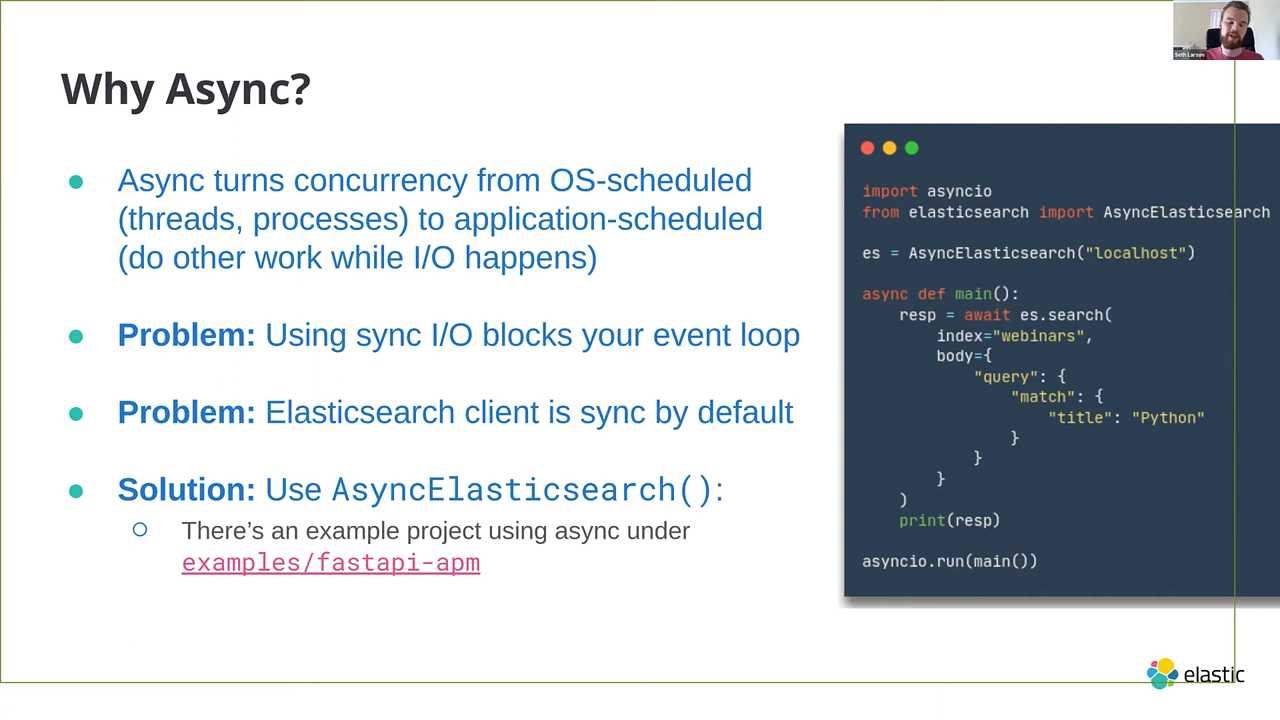 Seth Larson
Why Async?
● Async turns concurrency from OS-scheduled
(threads, processes) to application-scheduled
(do other work while I/O happens)
● Problem: Using sync I/O blocks your event loop
● Problem: Elasticsearch client is sync by default
● Solution: Use AsyncElasticsearch():
○ There's an example project using async under
examples/fastapi-apm
import asyncio
from elasticsearch import AsyncElasticsearch
es = AsyncElasticsearch("localhost")
async def main():
    resp = await es.search(
        index="webinars",
        body={
            "query": {
                "match": {
                    "title": "Python"
                }
            }
        }
    )
    print(resp)
asyncio.run(main())
elastic